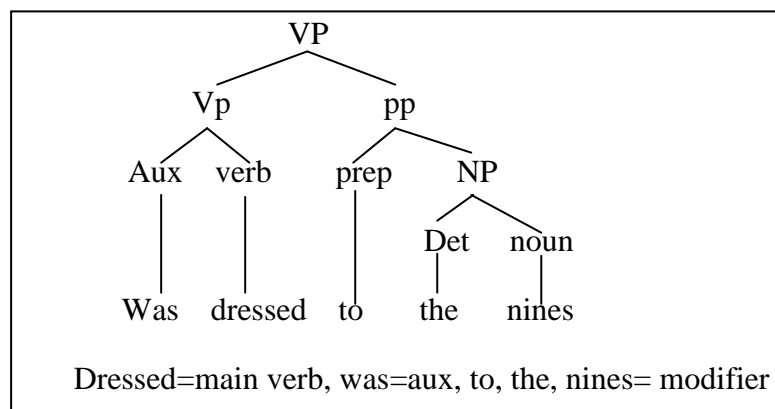 VP
Vp pp
Aux verb prep NP
Det noun
Was dressed to the nines
Dressed=main verb, was=aux, to, the, nines= modifier